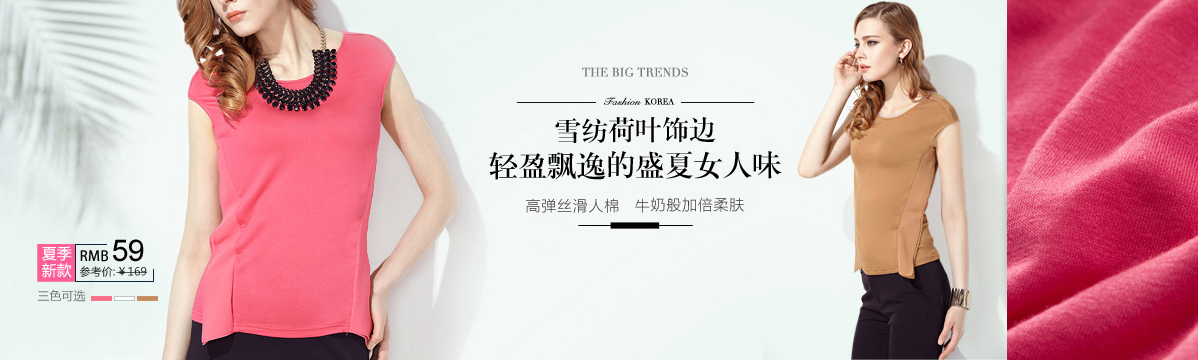 THE BIG TRENDS
Fashion KOREA
雪纺荷叶饰边
轻盈飘逸的盛夏女人味
高弹丝滑人棉 牛奶般加倍柔肤
夏季
新款
RMB 59
参考价:¥169
三色可选